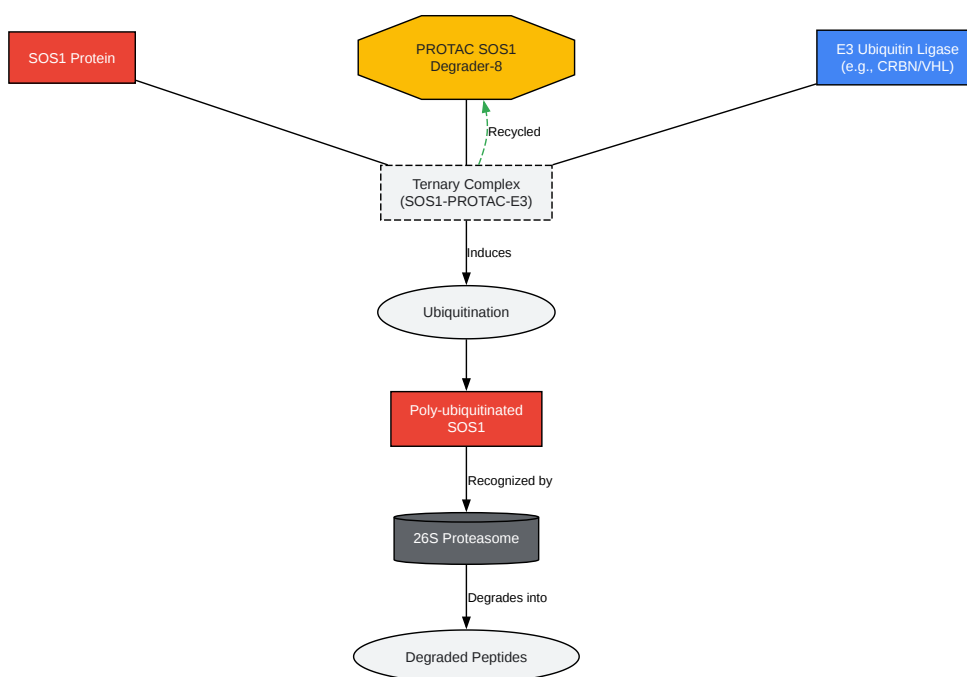 SOS1 Protein
PROTAC SOS1
Degrader-8
E3 Ubiquitin Ligase
(e.g., CRBN/VHL)
Recycled
Ternary Complex
(SOS1-PROTAC-E3)
Induces
Ubiquitination
Poly-ubiquitinated
SOS1
Recognized by
26S Proteasome
Degrades into
Degraded Peptides